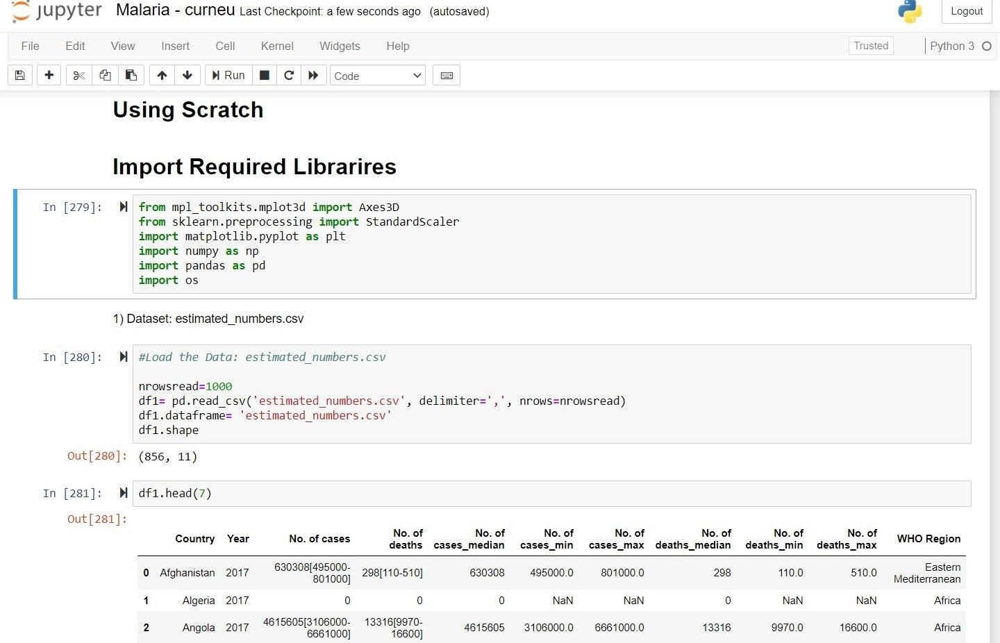 jupyter Malaria - curneu Last Checkpoint: a few seconds ago (autosaved) Logout
File Edit View Insert Cell Kernel Widgets Help Trusted Python 3
Run Code
Using Scratch
Import Required Librarires
In [279]: from mpl_toolkits.mplot3d import Axes3D
from sklearn.preprocessing import StandardScaler
import matplotlib.pyplot as plt
import numpy as np
import pandas as pd
import os
1) Dataset: estimated_numbers.csv
In [280]: #Load the Data: estimated_numbers.csv
nrowsread=1000
df1= pd.read_csv('estimated_numbers.csv', delimiter=',', nrows=nrowsread)
df1.dataframe= 'estimated_numbers.csv'
df1.shape
Out[280]: (856, 11)
In [281]: df1.head(7)
Out[281]:
Country Year No. of cases No. of deaths No. of cases_median No. of cases_min No. of cases_max No. of deaths_median No. of deaths_min No. of deaths_max WHO Region
0 Afghanistan 2017 630308[495000-801000] 298[110-510] 630308 495000.0 801000.0 298 110.0 510.0 Eastern Mediterranean
1 Algeria 2017 0 0 0 NaN NaN 0 NaN NaN Africa
2 Angola 2017 4615605[3106000-6661000] 13316[9970-16600] 4615605 3106000.0 6661000.0 13316 9970.0 16600.0 Africa